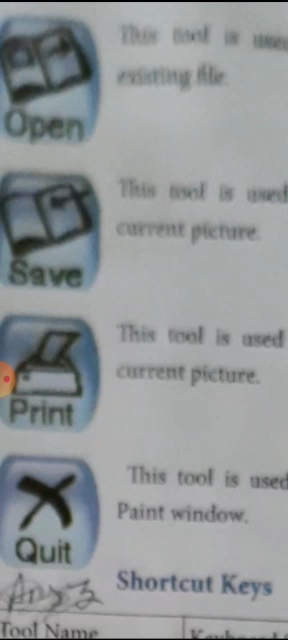 Open
This tool is used
existing file.
Save
This tool is used
current picture.
Print
This tool is used
current picture.
Quit
This tool is used
Paint window.
Shortcut Keys
Tool Name